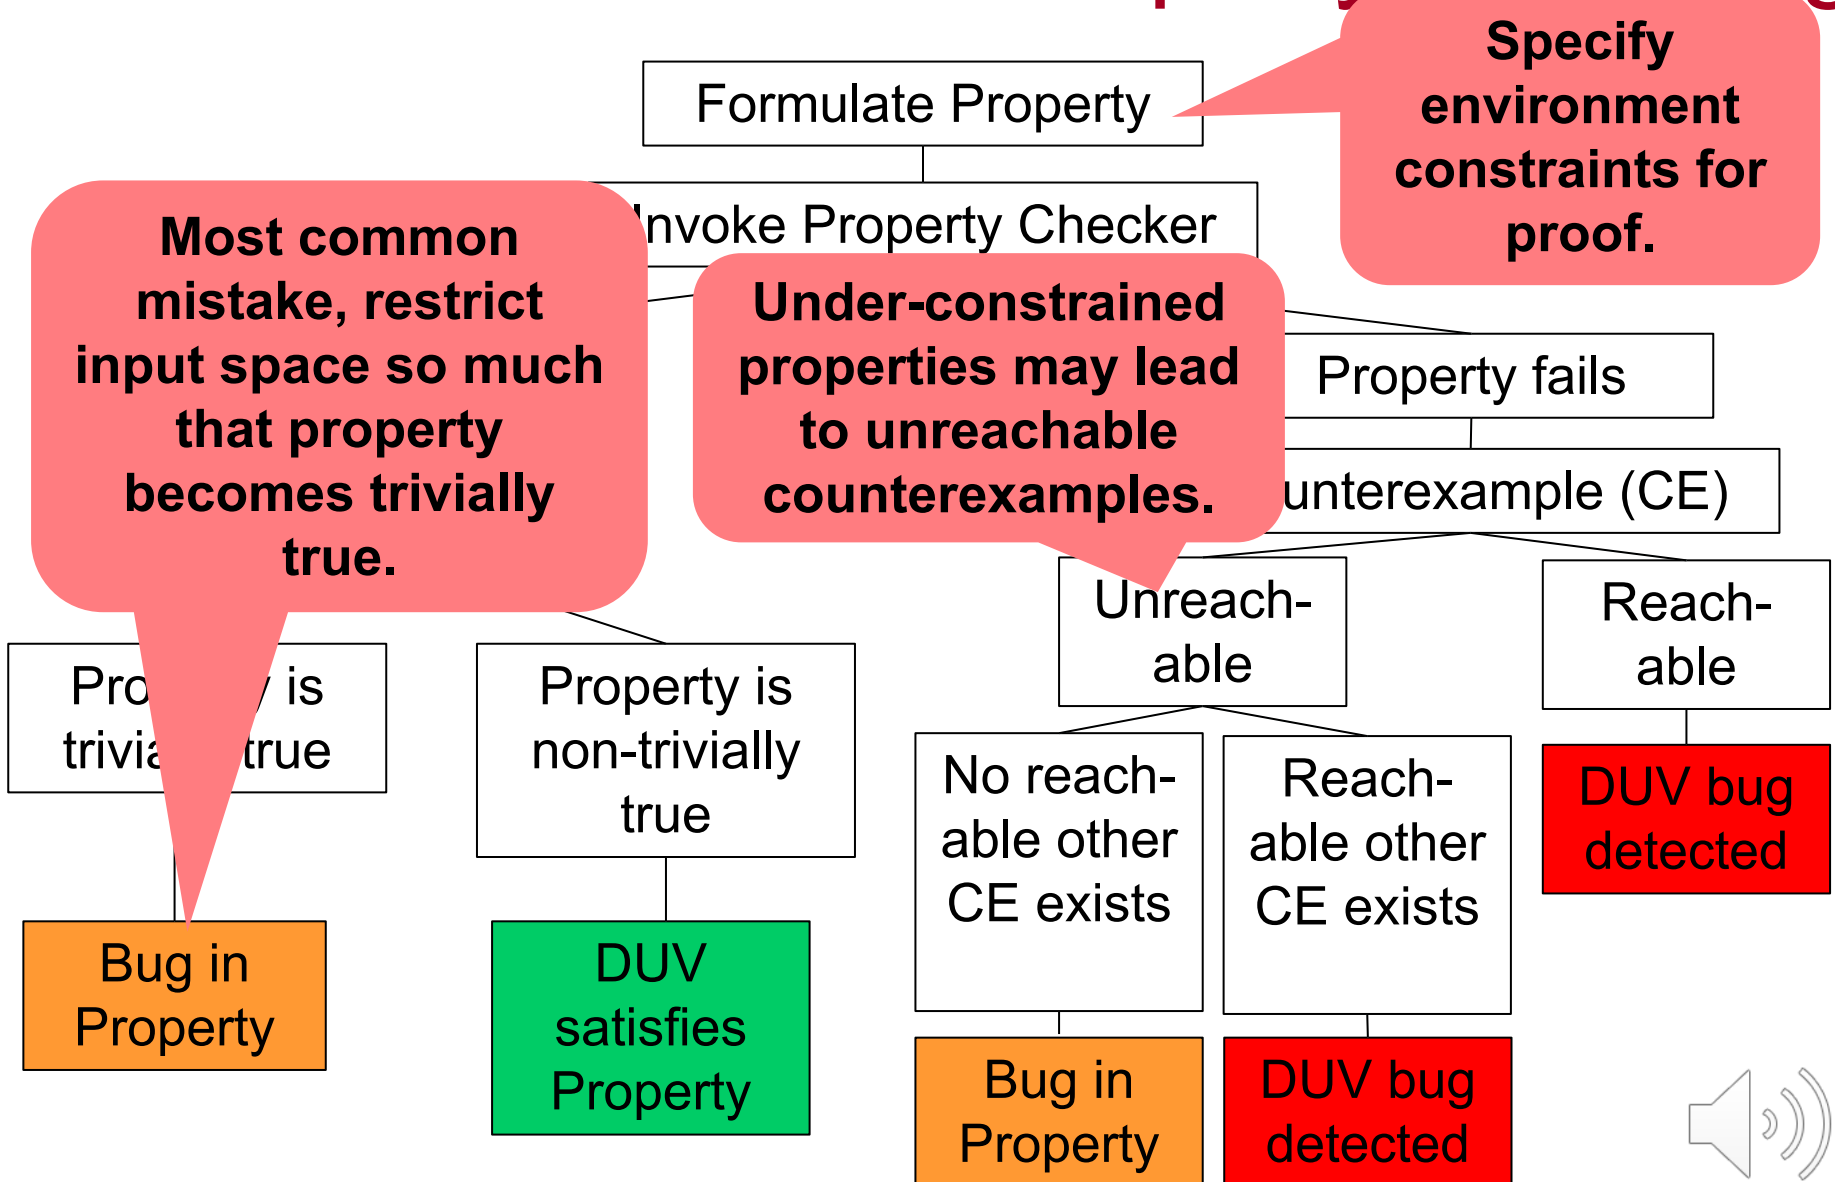 Specify
environment
constraints for
proof.
Formulate Property
Invoke Property Checker
Most common
mistake, restrict
input space so much
that property
becomes trivially
true.
Under-constrained
properties may lead
to unreachable
counterexamples.
Property fails
unterexample (CE)
Unreach-
able
Reach-
able
Pro y is
trivia true
Property is
non-trivially
true
No reach-
able other
CE exists
Reach-
able other
CE exists
DUV bug
detected
Bug in
Property
DUV
satisfies
Property
Bug in
Property
DUV bug
detected